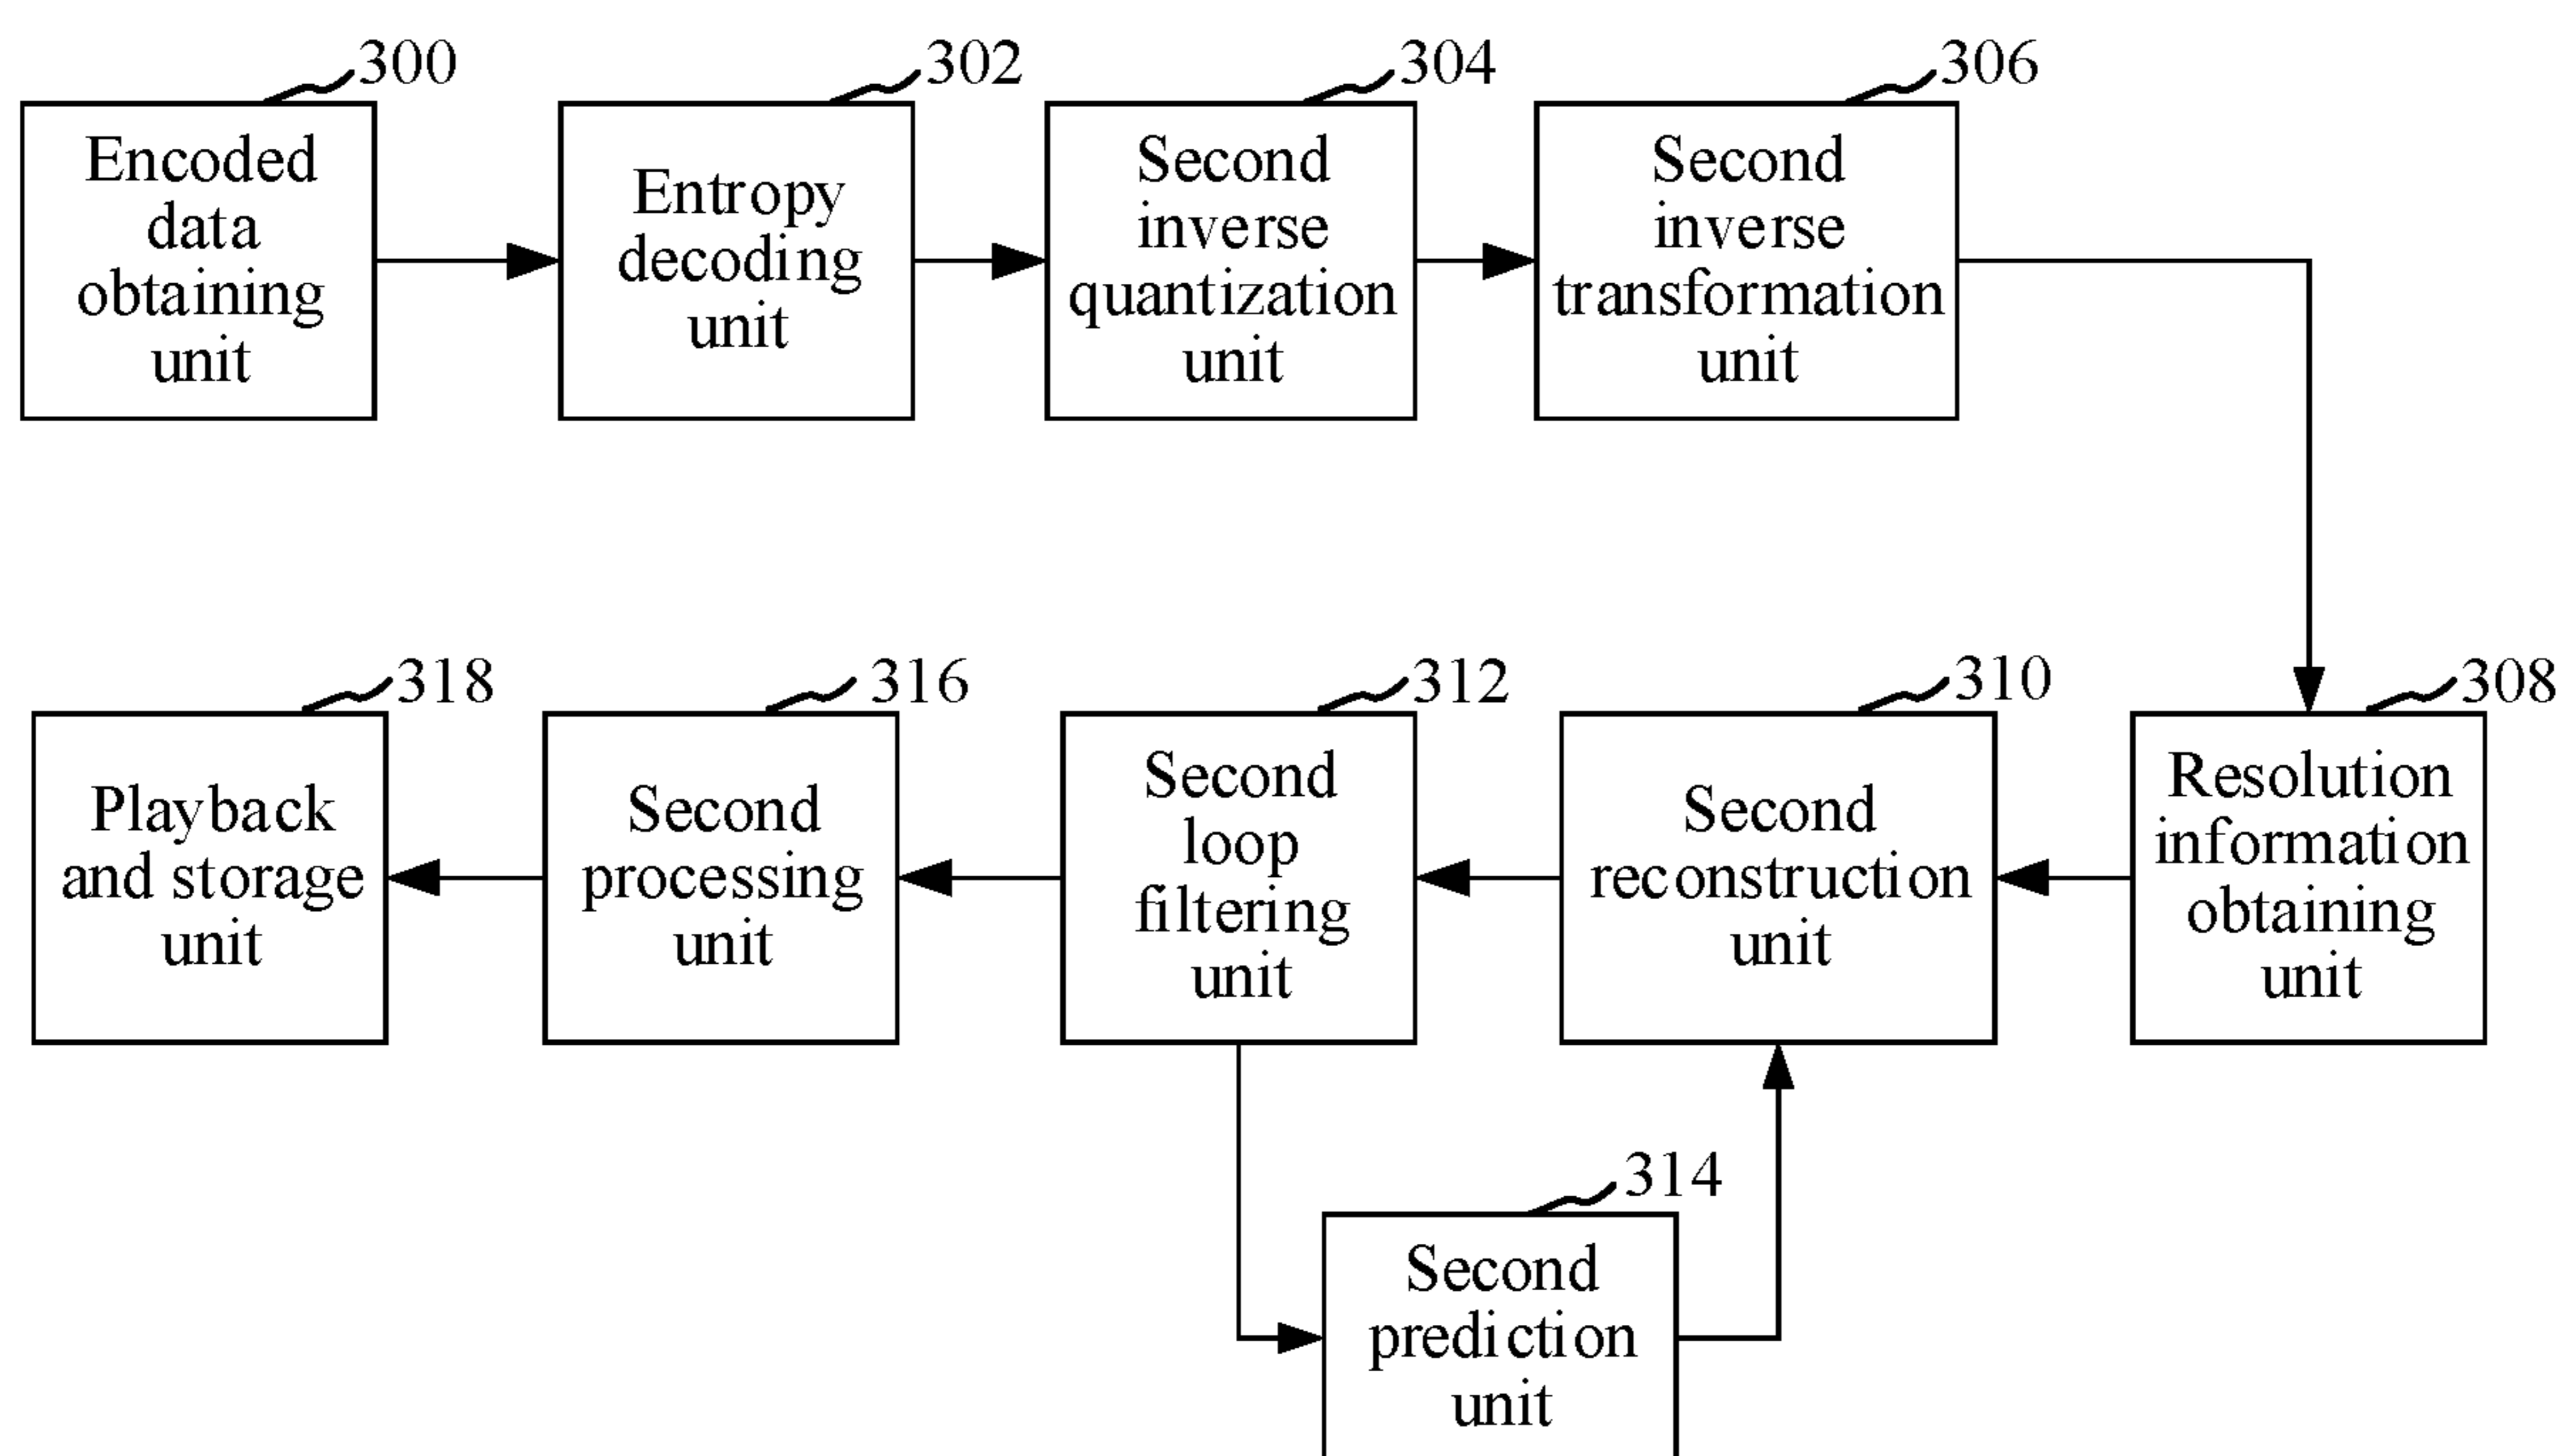 300
Encoded
data
obtaining
unit
302
Entropy
decoding
unit
304
Second
inverse
quantization
unit
306
Second
inverse
transformation
unit
318
Playback
and storage
unit
316
Second
processing
unit
312
Second
loop
filtering
unit
310
Second
reconstruction
unit
308
Resolution
information
obtaining
unit
314
Second
prediction
unit